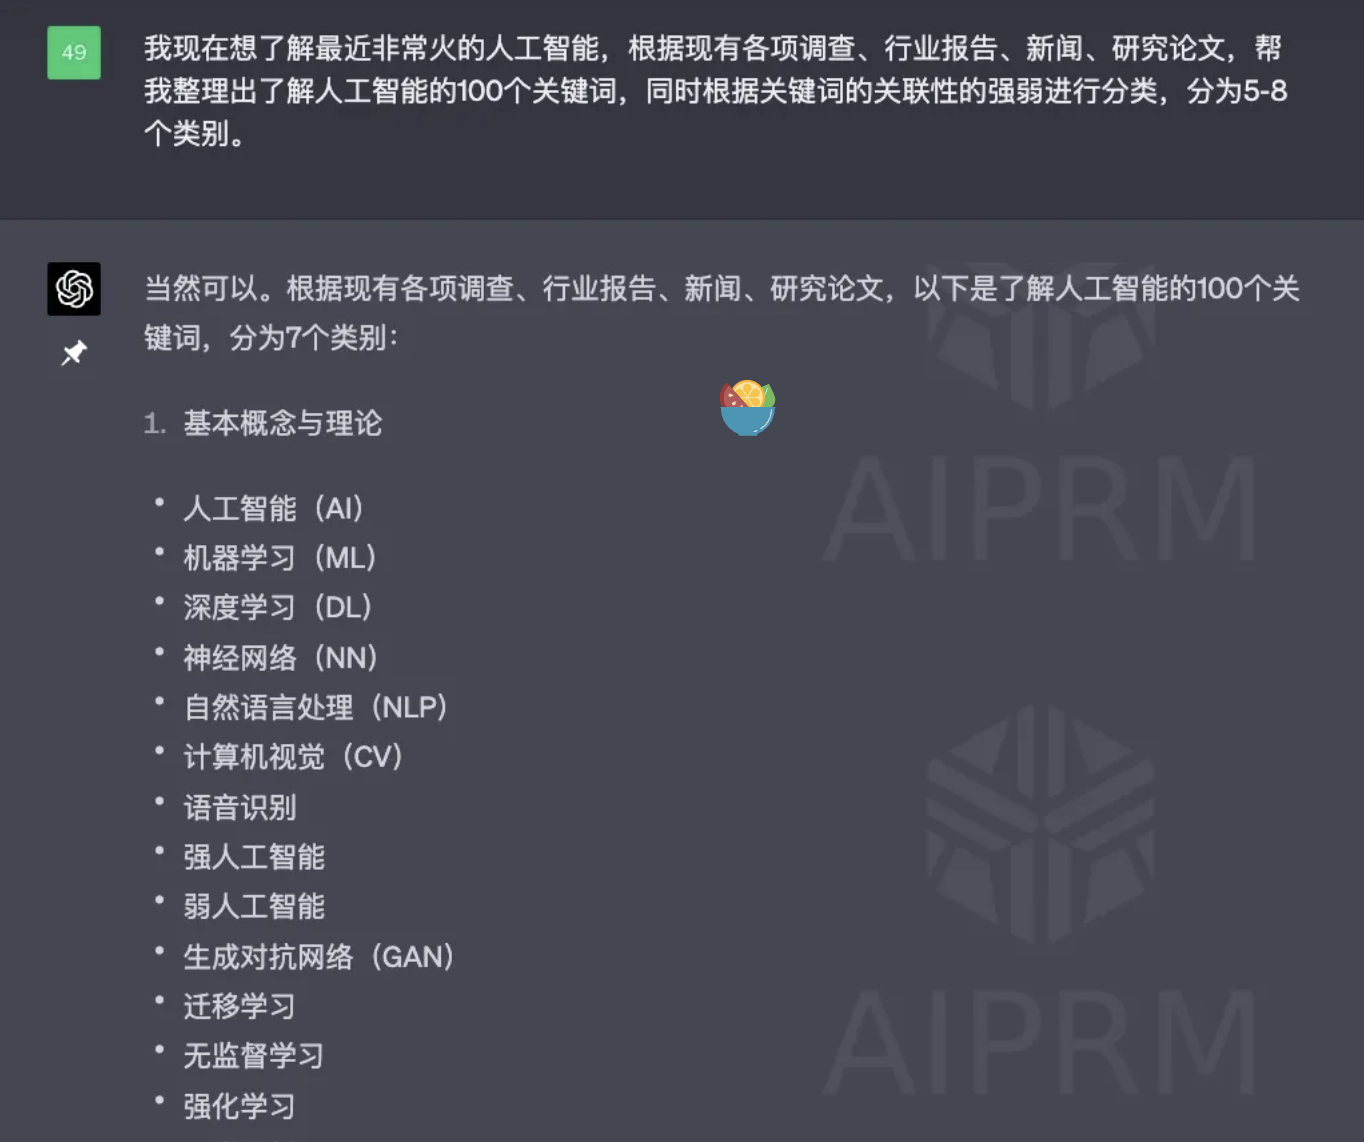 49
我现在想了解最近非常火的人工智能，根据现有各项调查、行业报告、新闻、研究论文，帮
我整理出了解人工智能的100个关键词，同时根据关键词的关联性的强弱进行分类，分为5-8
个类别。
当然可以。根据现有各项调查、行业报告、新闻、研究论文，以下是了解人工智能的100个关
键词，分为7个类别：
1. 基本概念与理论
• 人工智能（AI）
• 机器学习（ML）
• 深度学习（DL）
• 神经网络（NN）
• 自然语言处理（NLP）
• 计算机视觉（CV）
• 语音识别
• 强人工智能
• 弱人工智能
• 生成对抗网络（GAN）
• 迁移学习
• 无监督学习
• 强化学习
AIPRM
AIPRM